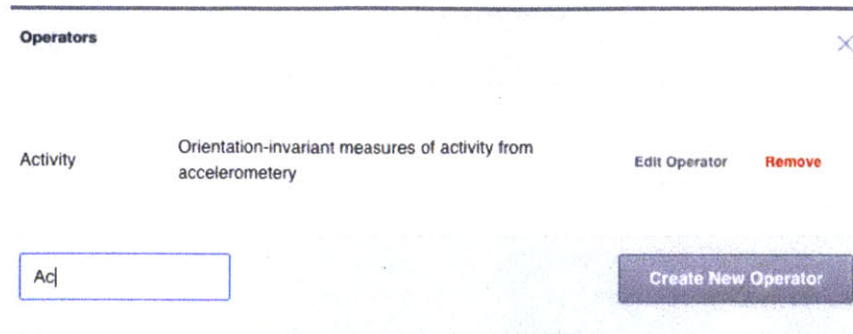 Operators
×
Activity
Orientation-invariant measures of activity from
accelerometery
Edit Operator
Remove
Ac
Create New Operator